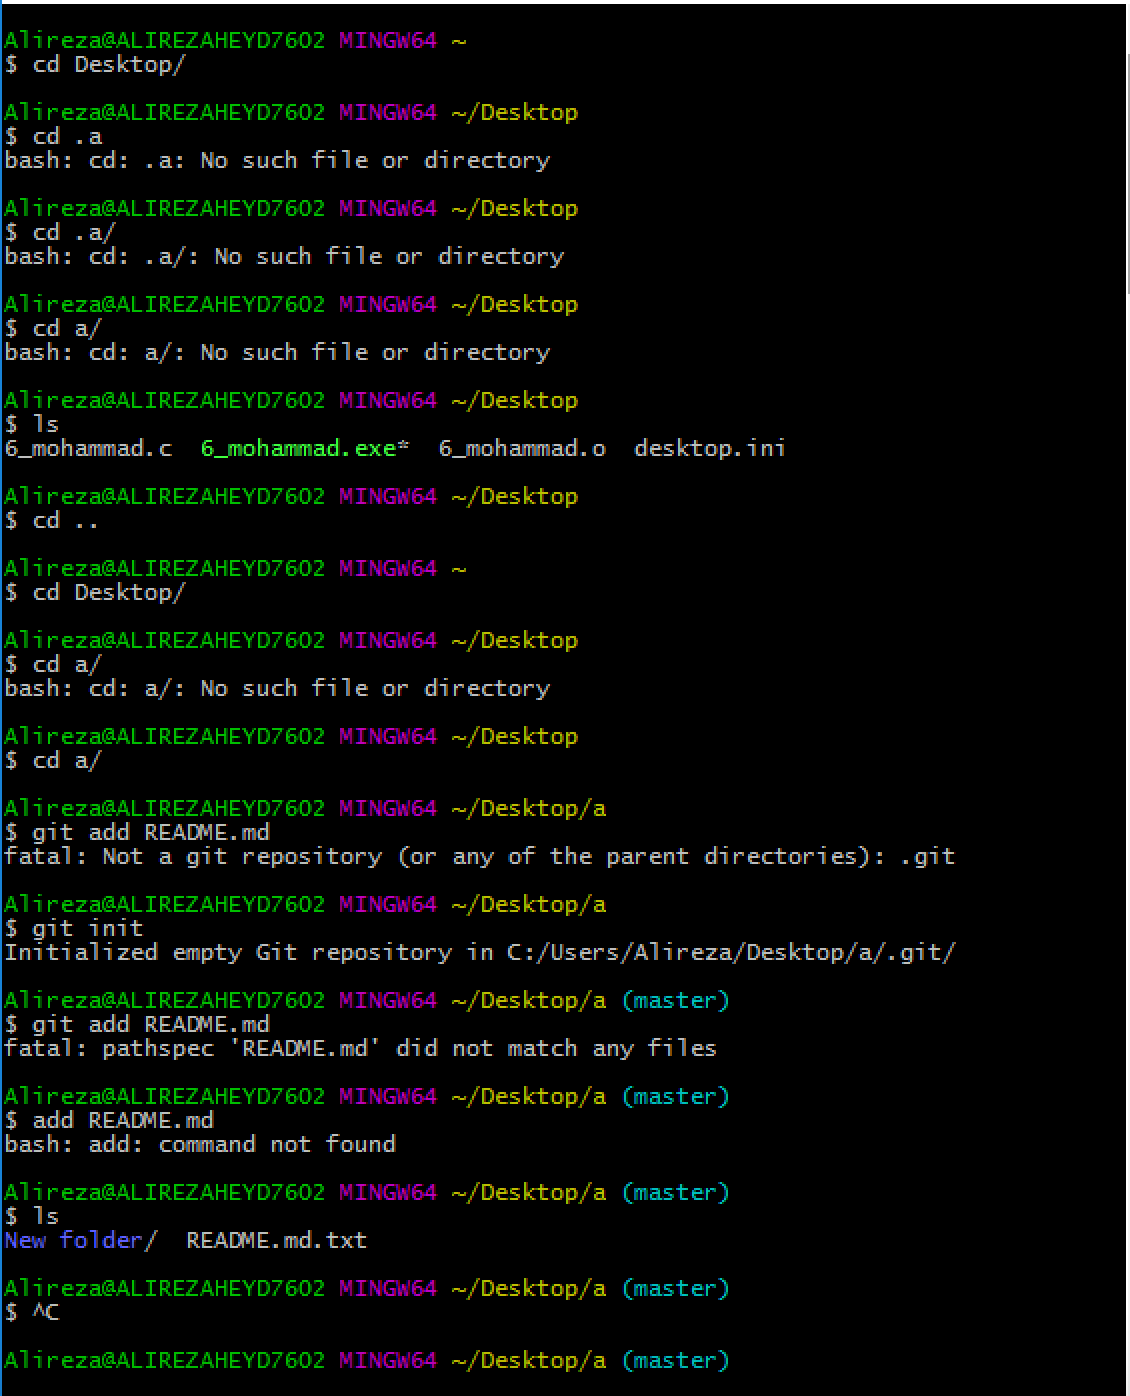 Alireza@ALIREZAHEYD7602 MINGW64 ~
$ cd Desktop/
Alireza@ALIREZAHEYD7602 MINGW64 ~/Desktop
$ cd .a
bash: cd: .a: No such file or directory
Alireza@ALIREZAHEYD7602 MINGW64 ~/Desktop
$ cd .a/
bash: cd: .a/: No such file or directory
Alireza@ALIREZAHEYD7602 MINGW64 ~/Desktop
$ cd a/
bash: cd: a/: No such file or directory
Alireza@ALIREZAHEYD7602 MINGW64 ~/Desktop
$ ls
6_mohammad.c  6_mohammad.exe*  6_mohammad.o  desktop.ini
Alireza@ALIREZAHEYD7602 MINGW64 ~/Desktop
$ cd ..
Alireza@ALIREZAHEYD7602 MINGW64 ~
$ cd Desktop/
Alireza@ALIREZAHEYD7602 MINGW64 ~/Desktop
$ cd a/
bash: cd: a/: No such file or directory
Alireza@ALIREZAHEYD7602 MINGW64 ~/Desktop
$ cd a/
Alireza@ALIREZAHEYD7602 MINGW64 ~/Desktop/a
$ git add README.md
fatal: Not a git repository (or any of the parent directories): .git
Alireza@ALIREZAHEYD7602 MINGW64 ~/Desktop/a
$ git init
Initialized empty Git repository in C:/Users/Alireza/Desktop/a/.git/
Alireza@ALIREZAHEYD7602 MINGW64 ~/Desktop/a (master)
$ git add README.md
fatal: pathspec 'README.md' did not match any files
Alireza@ALIREZAHEYD7602 MINGW64 ~/Desktop/a (master)
$ add README.md
bash: add: command not found
Alireza@ALIREZAHEYD7602 MINGW64 ~/Desktop/a (master)
$ ls
New folder/  README.md.txt
Alireza@ALIREZAHEYD7602 MINGW64 ~/Desktop/a (master)
$ ^C
Alireza@ALIREZAHEYD7602 MINGW64 ~/Desktop/a (master)